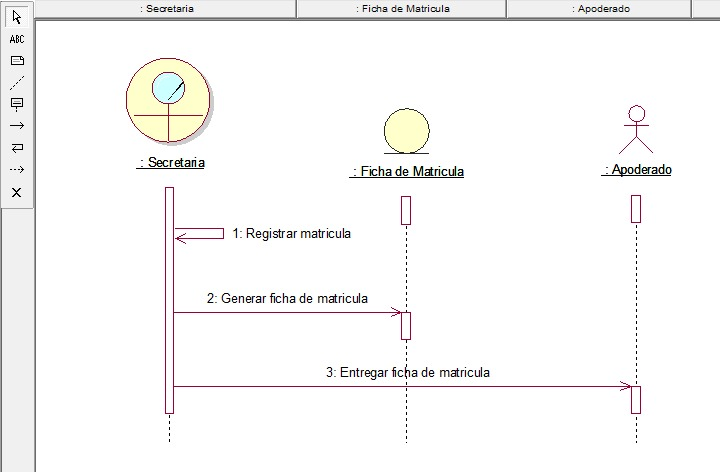 : Secretaria
: Ficha de Matricula
: Apoderado
ABC
: Secretaria
: Ficha de Matricula
: Apoderado
1: Registrar matricula
2: Generar ficha de matricula
3: Entregar ficha de matricula